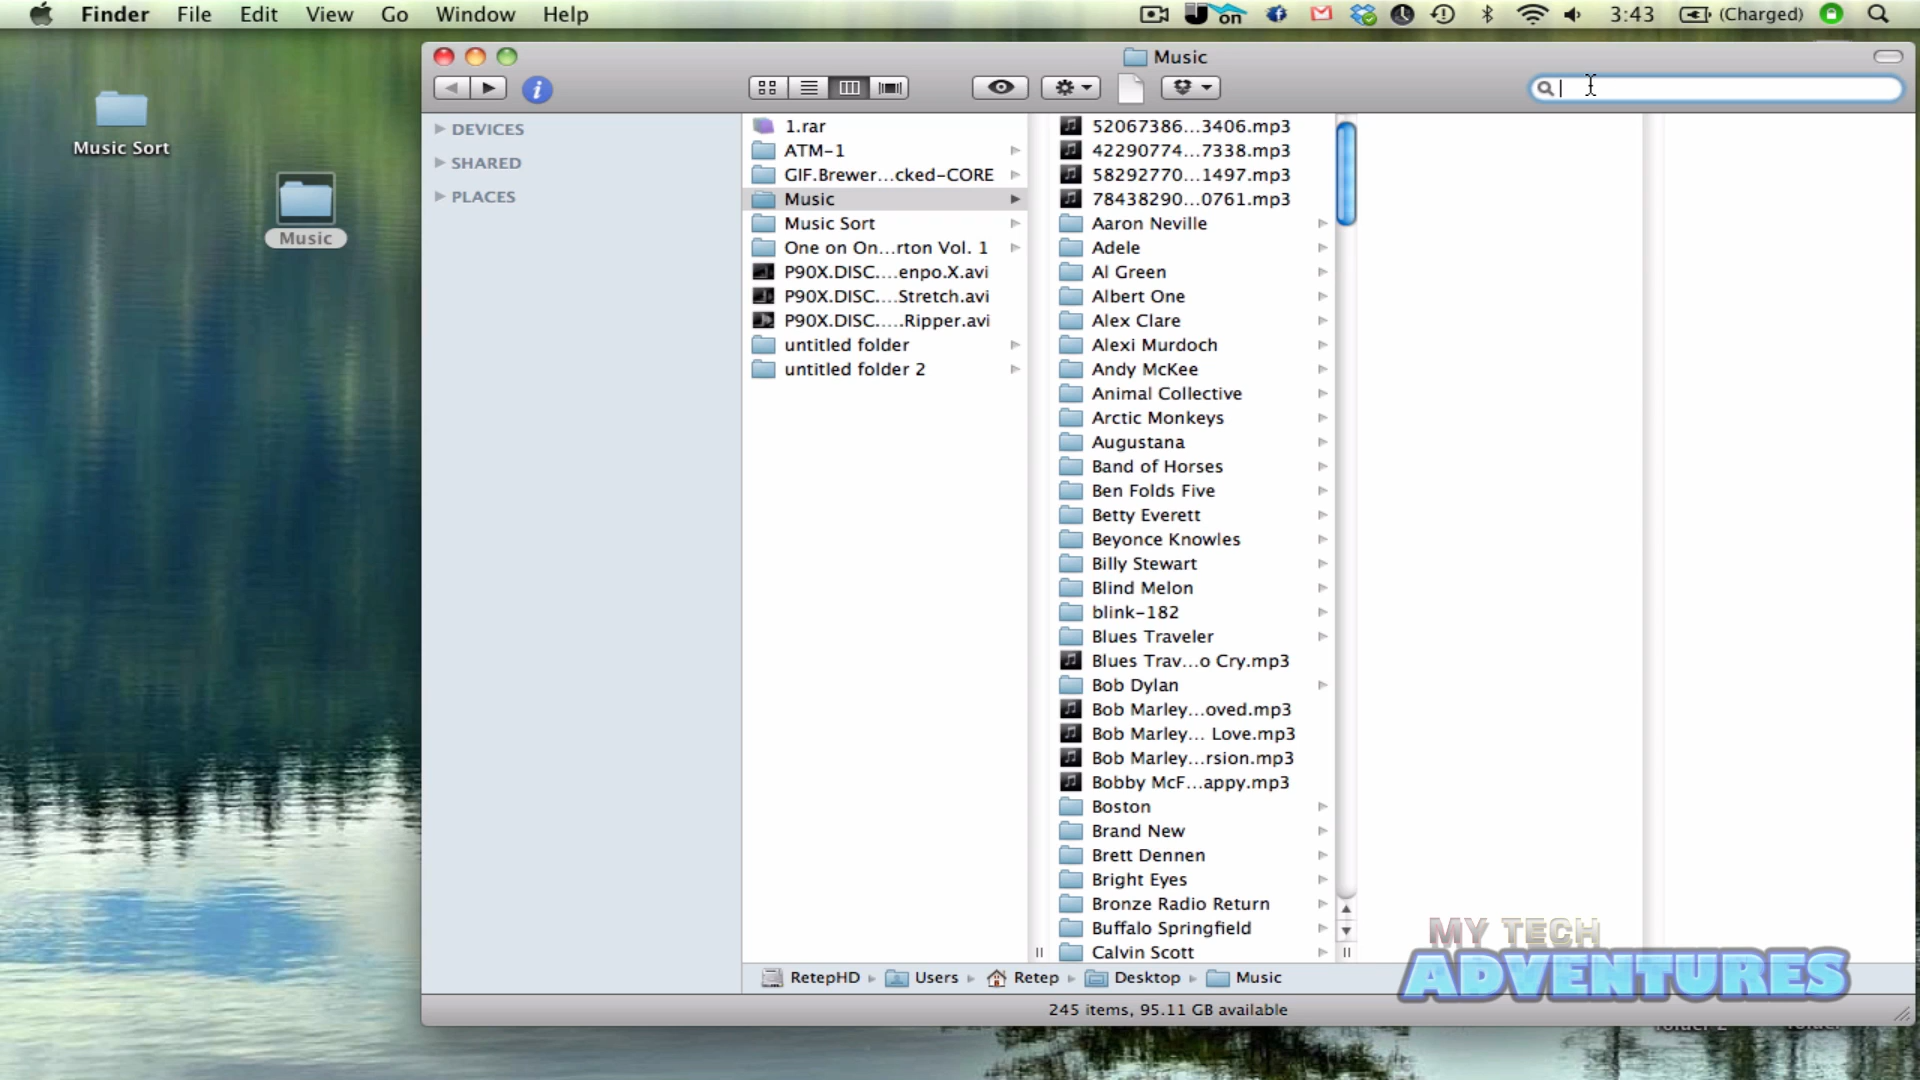 Finder File Edit View Go Window Help
on 3:43 (Charged)
Music Sort
Music
Music
DEVICES
SHARED
PLACES
1.rar
ATM-1
GIF.Brewer...cked-CORE
Music
Music Sort
One on On...rton Vol. 1
P90X.DISC....enpo.X.avi
P90X.DISC....Stretch.avi
P90X.DISC.....Ripper.avi
untitled folder
untitled folder 2
52067386...3406.mp3
42290774...7338.mp3
58292770...1497.mp3
78438290...0761.mp3
Aaron Neville
Adele
Al Green
Albert One
Alex Clare
Alexi Murdoch
Andy McKee
Animal Collective
Arctic Monkeys
Augustana
Band of Horses
Ben Folds Five
Betty Everett
Beyonce Knowles
Billy Stewart
Blind Melon
blink-182
Blues Traveler
Blues Trav...o Cry.mp3
Bob Dylan
Bob Marley...oved.mp3
Bob Marley... Love.mp3
Bob Marley...rsion.mp3
Bobby McF...appy.mp3
Boston
Brand New
Brett Dennen
Bright Eyes
Bronze Radio Return
Buffalo Springfield
Calvin Scott
RetepHD Users Retep Desktop Music
245 items, 95.11 GB available
MY TECH
ADVENTURES